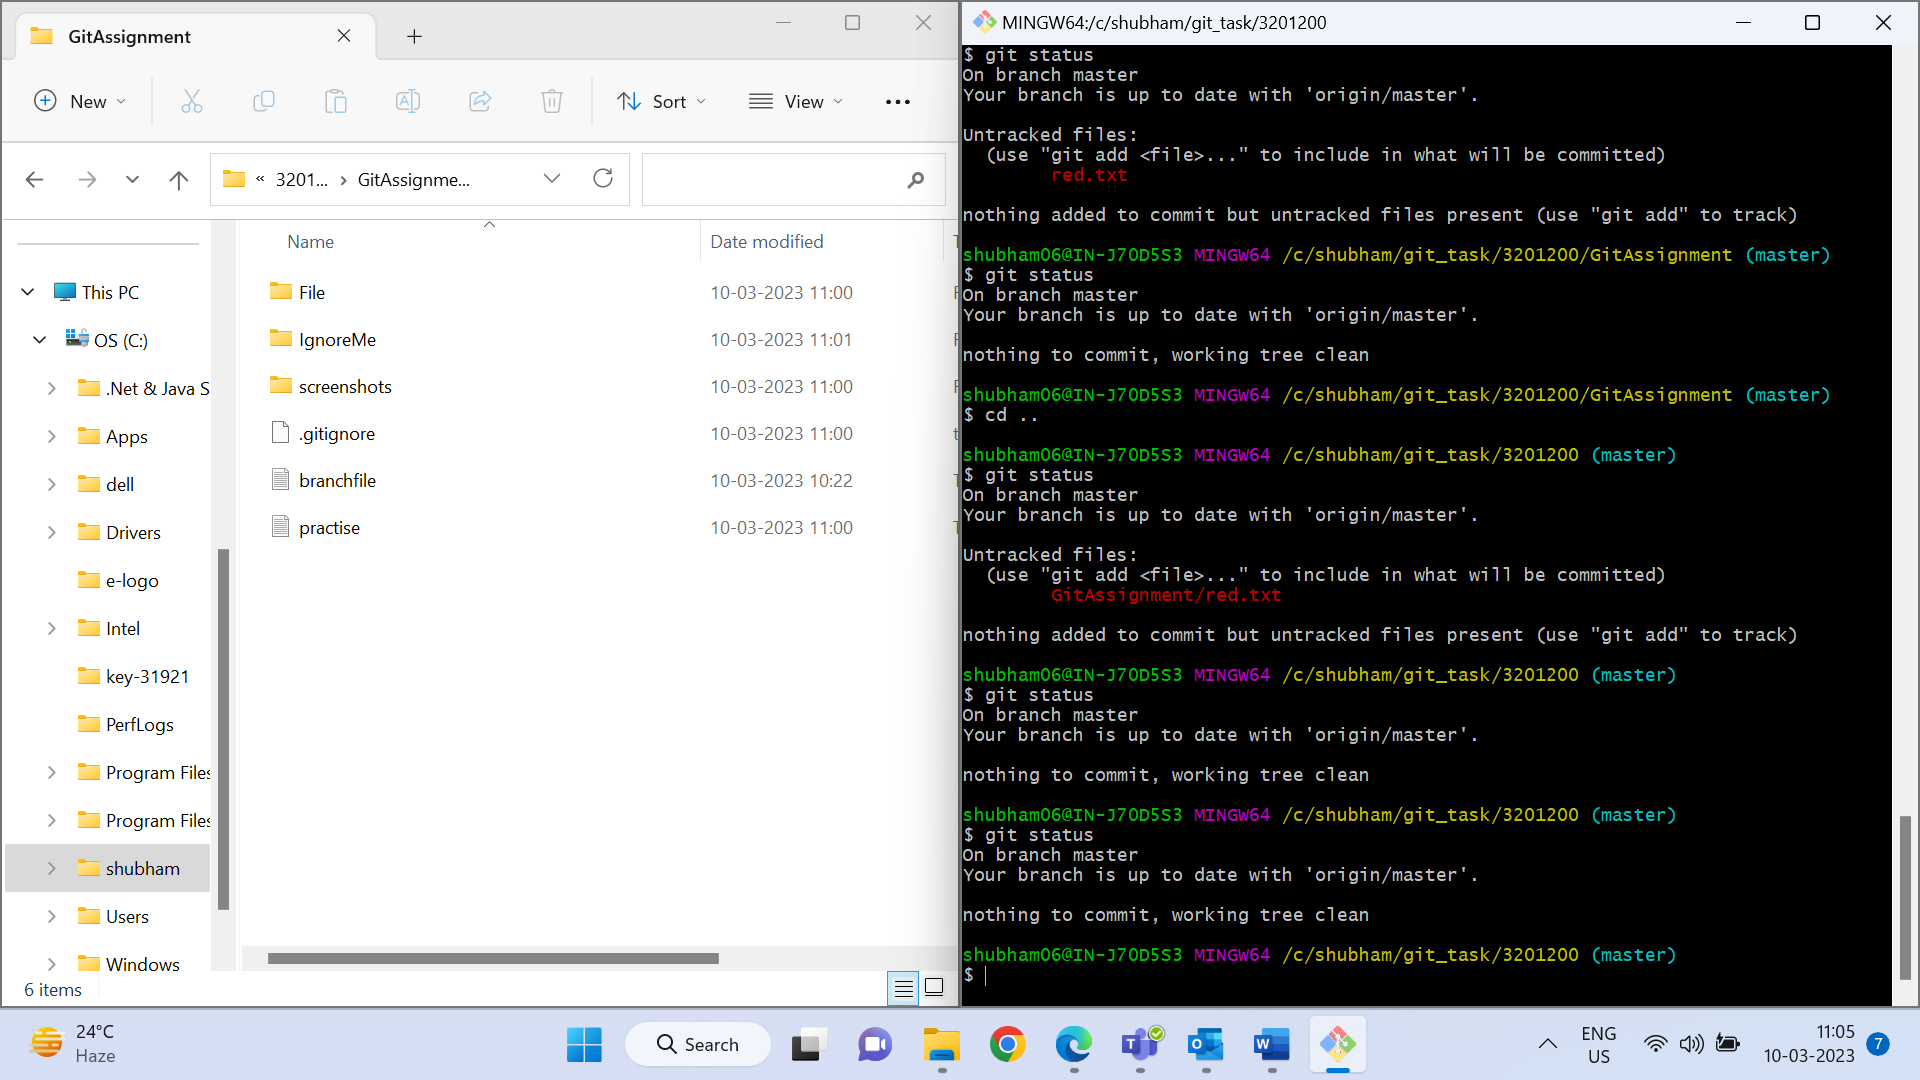 GitAssignment
New
Sort
View
« 3201... › GitAssignme...
Name
Date modified
This PC
OS (C:)
.Net & Java S
Apps
dell
Drivers
e-logo
Intel
key-31921
PerfLogs
Program Files
Program Files
shubham
Users
Windows
File 10-03-2023 11:00
IgnoreMe 10-03-2023 11:01
screenshots 10-03-2023 11:00
.gitignore 10-03-2023 11:00
branchfile 10-03-2023 10:22
practise 10-03-2023 11:00
6 items
MINGW64:/c/shubham/git_task/3201200
$ git status
On branch master
Your branch is up to date with 'origin/master'.
Untracked files:
(use "git add <file>..." to include in what will be committed)
red.txt
nothing added to commit but untracked files present (use "git add" to track)
shubham06@IN-J7OD5S3 MINGW64 /c/shubham/git_task/3201200/GitAssignment (master)
$ git status
On branch master
Your branch is up to date with 'origin/master'.
nothing to commit, working tree clean
shubham06@IN-J7OD5S3 MINGW64 /c/shubham/git_task/3201200/GitAssignment (master)
$ cd ..
shubham06@IN-J7OD5S3 MINGW64 /c/shubham/git_task/3201200 (master)
$ git status
On branch master
Your branch is up to date with 'origin/master'.
Untracked files:
(use "git add <file>..." to include in what will be committed)
GitAssignment/red.txt
nothing added to commit but untracked files present (use "git add" to track)
shubham06@IN-J7OD5S3 MINGW64 /c/shubham/git_task/3201200 (master)
$ git status
On branch master
Your branch is up to date with 'origin/master'.
nothing to commit, working tree clean
shubham06@IN-J7OD5S3 MINGW64 /c/shubham/git_task/3201200 (master)
$ git status
On branch master
Your branch is up to date with 'origin/master'.
nothing to commit, working tree clean
shubham06@IN-J7OD5S3 MINGW64 /c/shubham/git_task/3201200 (master)
$
24°C
Haze
Search
ENG
US
11:05
10-03-2023
7